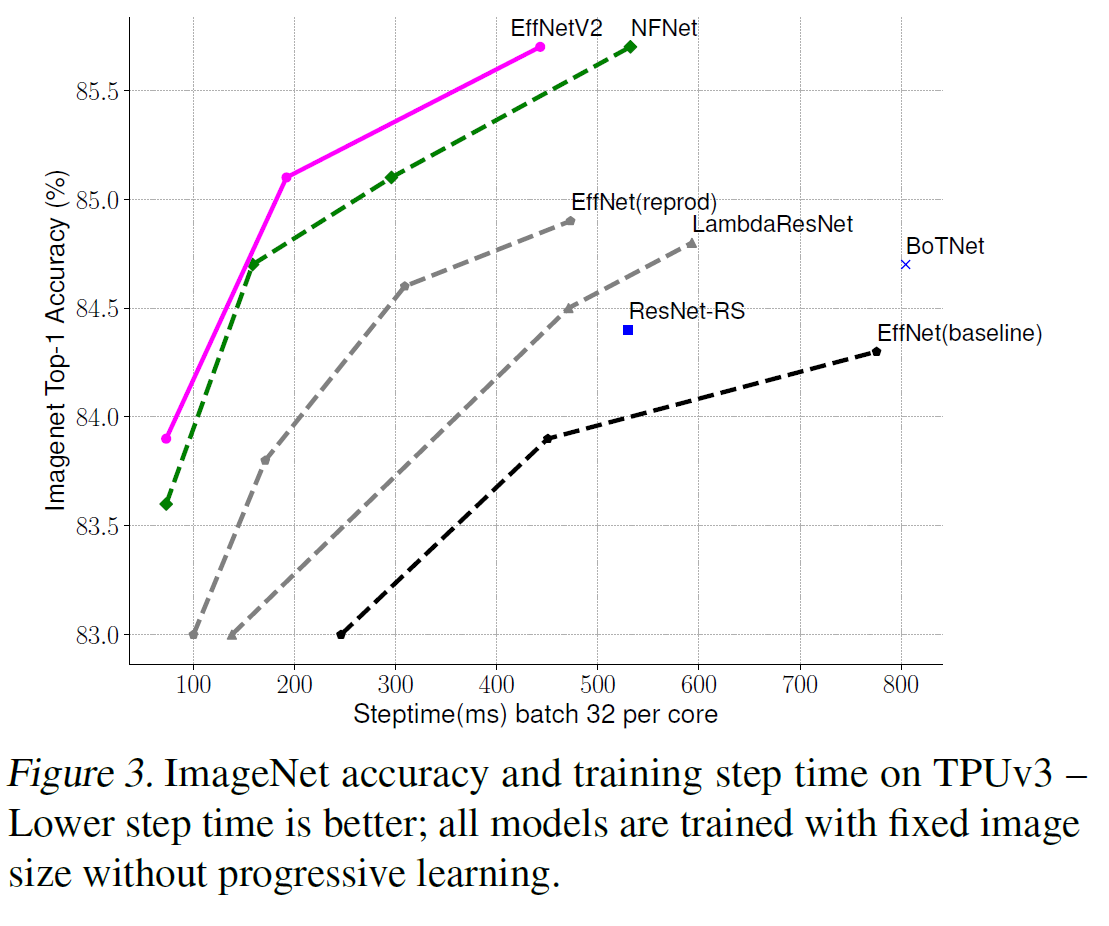 EffNetV2
NFNet
85.5
85.0
EffNet(reprod)
LambdaResNet
BoTNet
84.5
ResNet-RS
EffNet(baseline)
84.0
83.5
83.0
Imagenet Top-1 Accuracy (%)
100 200 300 400 500 600 700 800
Steptime(ms) batch 32 per core
Figure 3. ImageNet accuracy and training step time on TPUv3 –
Lower step time is better; all models are trained with fixed image
size without progressive learning.